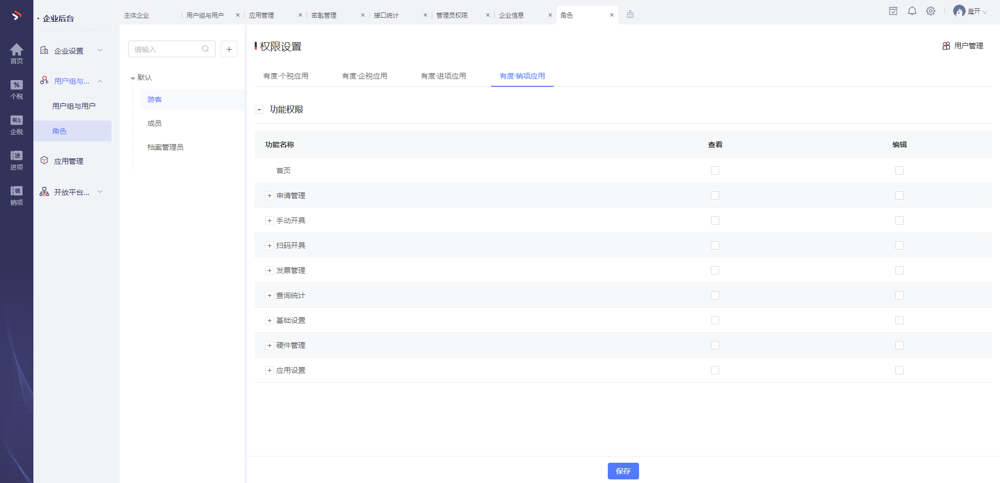 企业后台
主体企业
用户组与用户
应用管理
密匙管理
接口统计
管理员权限
企业信息
角色
晨开
首页
个税
企税
进项
销项
企业设置
用户组与...
用户组与用户
角色
应用管理
开放平台...
请输入
默认
游客
成员
档案管理员
权限设置
用户管理
有度·个税应用
有度·企税应用
有度·进项应用
有度·销项应用
功能权限
功能名称 查看 编辑
首页
申请管理
手动开具
扫码开具
发票管理
查询统计
基础设置
硬件管理
应用设置
保存